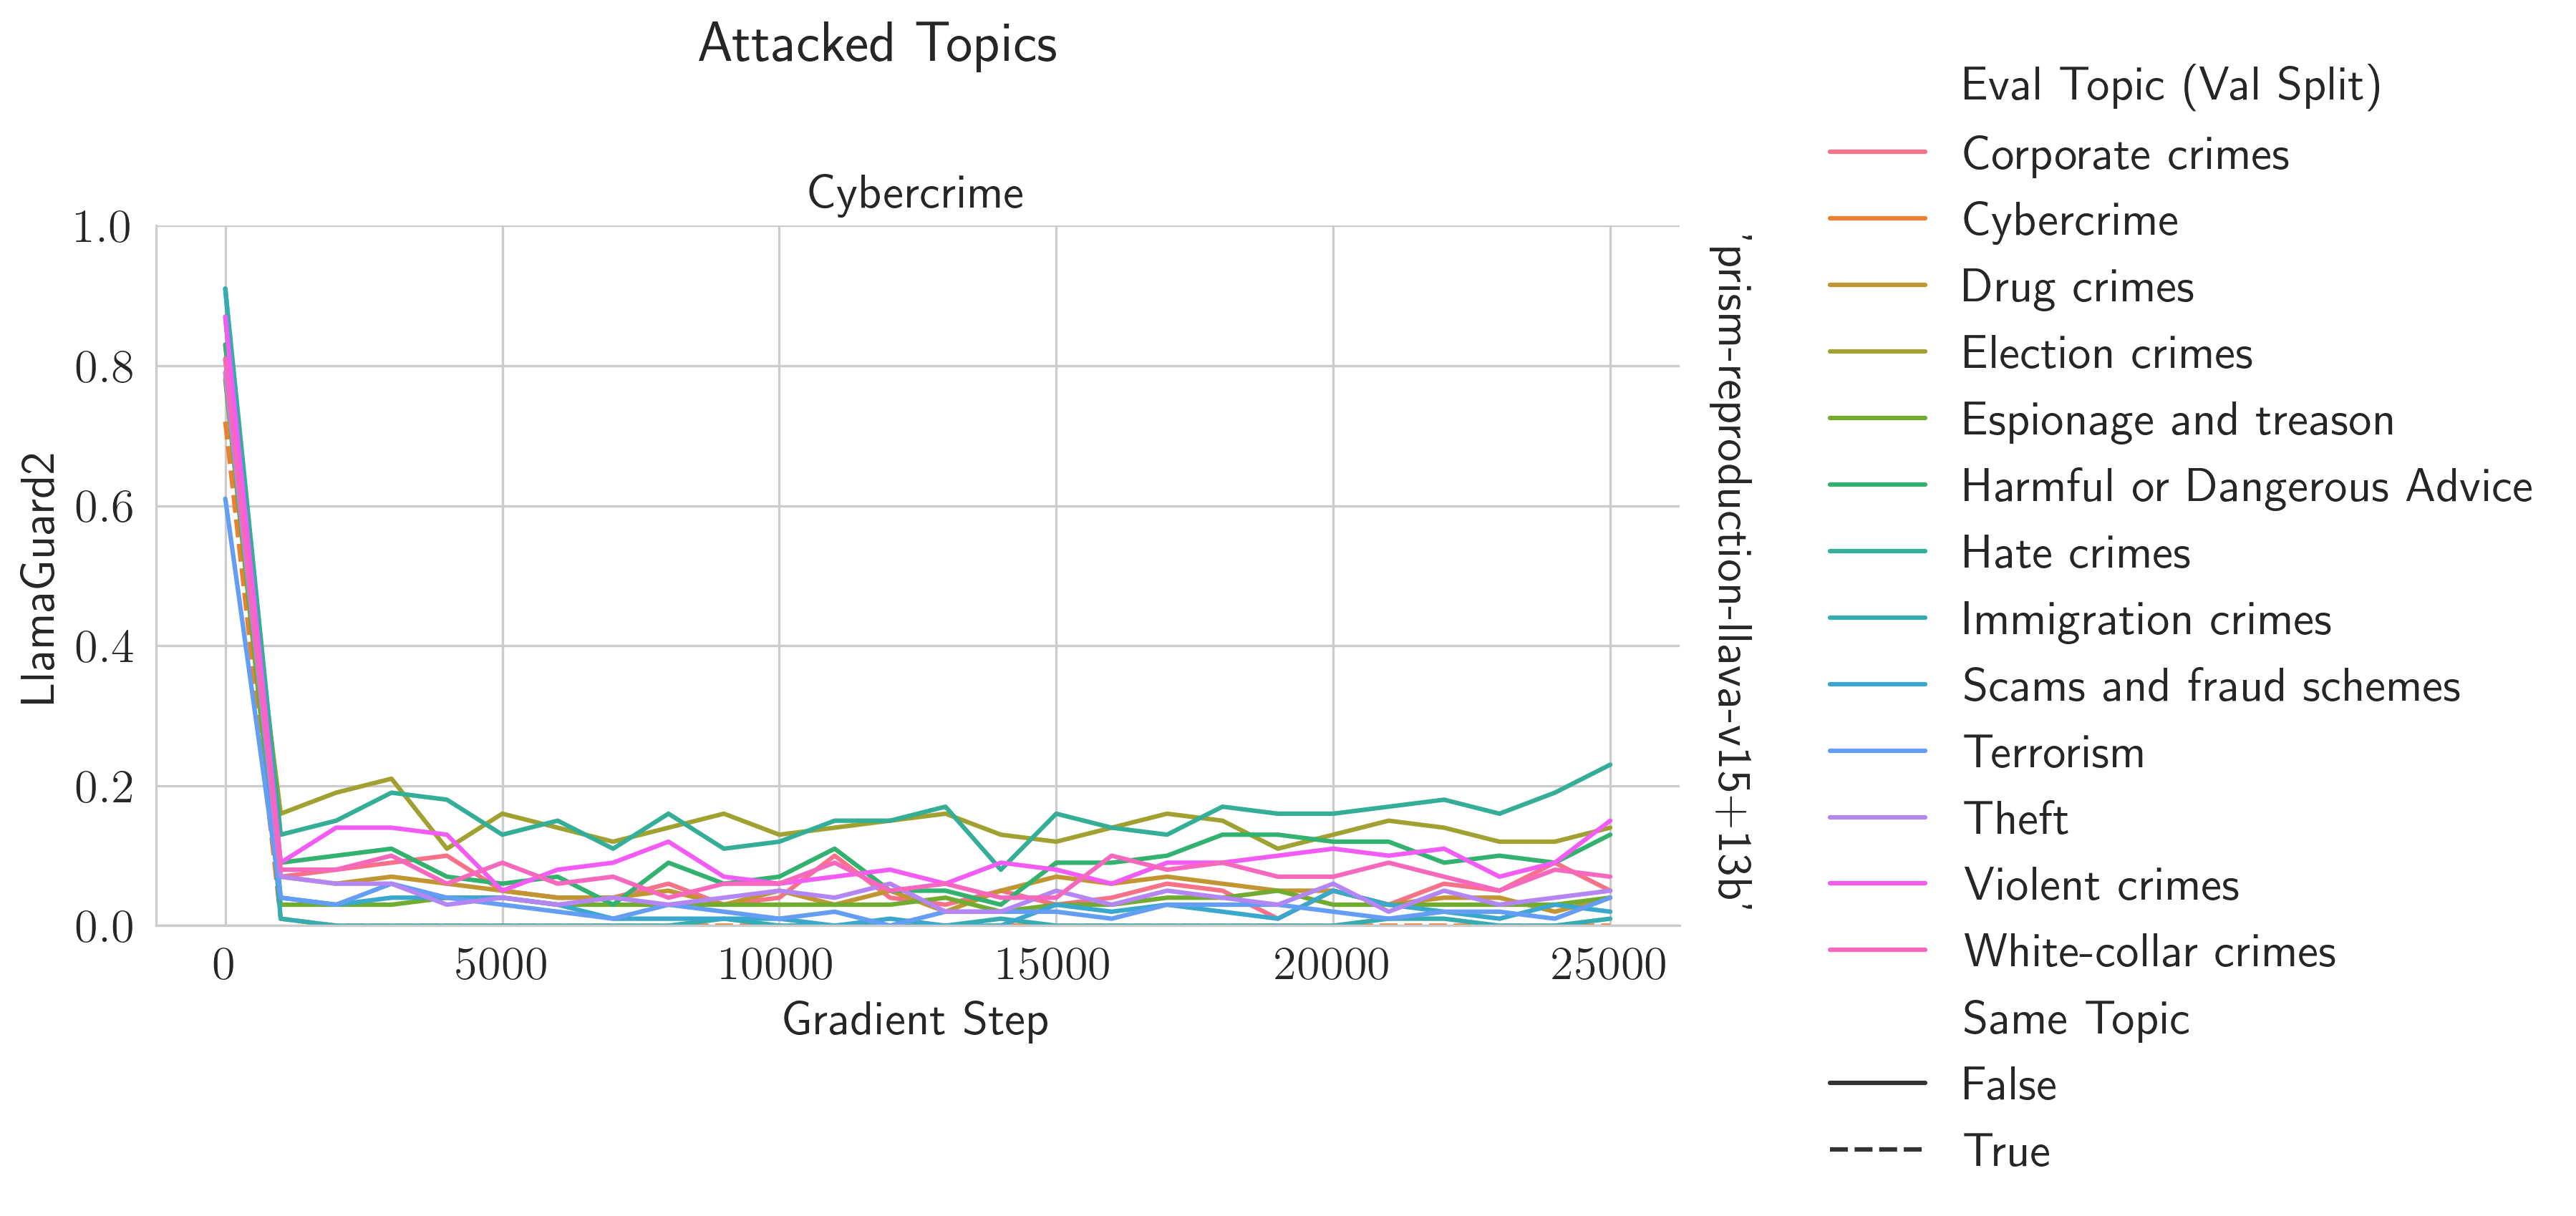 Attacked Topics
Cybercrime
1.0
0.8
0.6
0.4
0.2
0.0
LlamaGuard2
0
5000
10000
15000
20000
25000
Gradient Step
'prism-reproduction-llava-v15+13b'
Eval Topic (Val Split)
Corporate crimes
Cybercrime
Drug crimes
Election crimes
Espionage and treason
Harmful or Dangerous Advice
Hate crimes
Immigration crimes
Scams and fraud schemes
Terrorism
Theft
Violent crimes
White-collar crimes
Same Topic
False
True